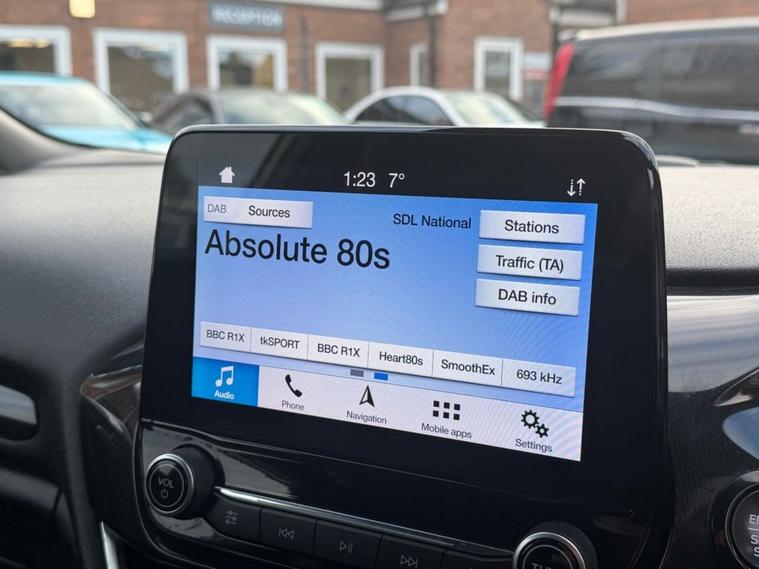 RECEPTION
1:23 7°
DAB Sources
SDL National
Stations
Absolute 80s
Traffic (TA)
DAB info
BBC R1X
tkSPORT
BBC R1X
Heart80s
SmoothEx
693 kHz
Audio
Phone
Navigation
Mobile apps
Settings
VOL